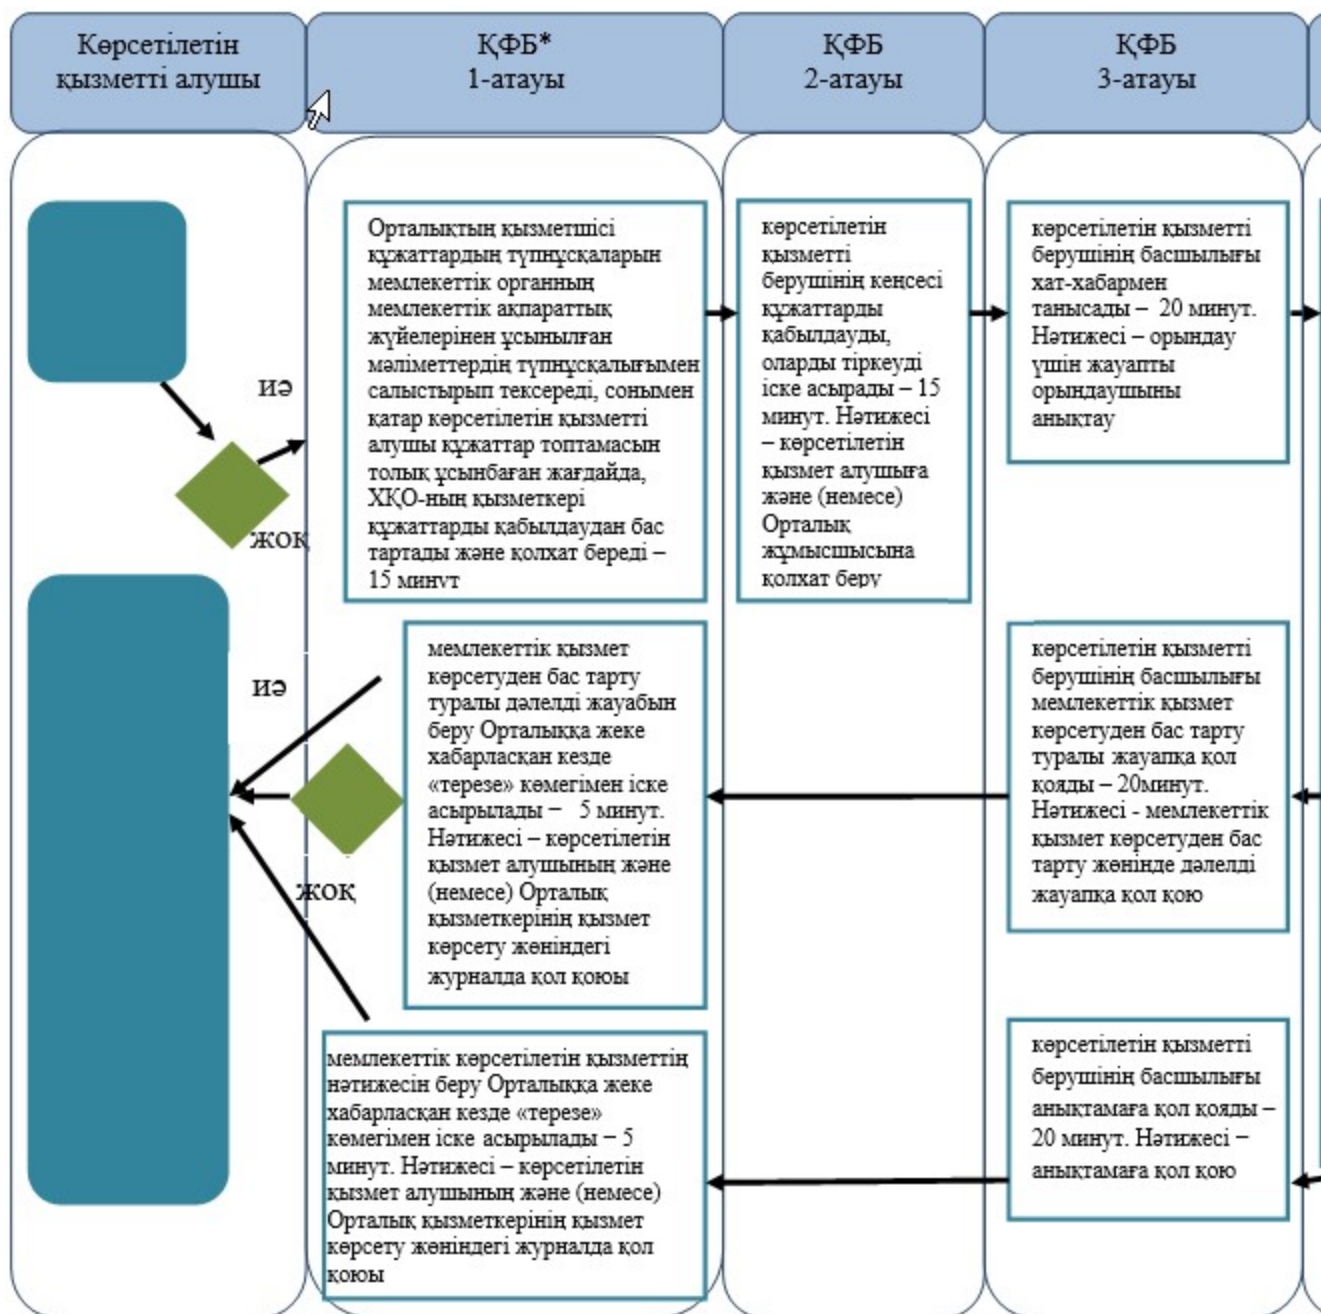 Көрсетілетін
қызметті алушы
ҚФБ*
1-атауы
ҚФБ
2-атауы
ҚФБ
3-атауы
Орталықтың қызметшісі
құжаттардың түпнұсқаларын
мемлекеттік органның
мемлекеттік ақпараттық
жүйелерінен ұсынылған
мәліметтердің түпнұсқалығымен
салыстырып тексереді, сонымен
қатар көрсетілетін қызметті
алушы құжаттар топтамасын
толық ұсынбаған жағдайда,
ХҚО-ның қызметкері
құжаттарды қабылдаудан бас
тартады және қолхат береді –
15 минут
көрсетілетін
қызметті
берушінің кеңсесі
құжаттарды
қабылдауды,
оларды тіркеуді
іске асырады – 15
минут. Нәтижесі
– көрсетілетін
қызмет алушыға
және (немесе)
Орталық
жұмысшысына
қолхат беру
көрсетілетін қызметті
берушінің басшылығы
хат-хабармен
танысады – 20 минут.
Нәтижесі – орындау
үшін жауапты
орындаушыны
анықтау
иә
жоқ
иә
жоқ
мемлекеттік қызмет
көрсетуден бас тарту
туралы дәлелді жауабын
беру Орталыққа жеке
хабарласқан кезде
«терезе» көмегімен іске
асырылады – 5 минут.
Нәтижесі – көрсетілетін
қызмет алушының және
(немесе) Орталық
қызметкерінің қызмет
көрсету жөніндегі
журналда қол қоюы
көрсетілетін қызметті
берушінің басшылығы
мемлекеттік қызмет
көрсетуден бас тарту
туралы жауапқа қол
қояды – 20минут.
Нәтижесі - мемлекеттік
қызмет көрсетуден бас
тарту жөнінде дәлелді
жауапқа қол қою
мемлекеттік көрсетілетін қызметтің
нәтижесін беру Орталыққа жеке
хабарласқан кезде «терезе»
көмегімен іске асырылады – 5
минут. Нәтижесі – көрсетілетін
қызмет алушының және (немесе)
Орталық қызметкерінің қызмет
көрсету жөніндегі журналда қол
қоюы
көрсетілетін қызметті
берушінің басшылығы
анықтамаға қол қояды –
20 минут. Нәтижесі –
анықтамаға қол қою